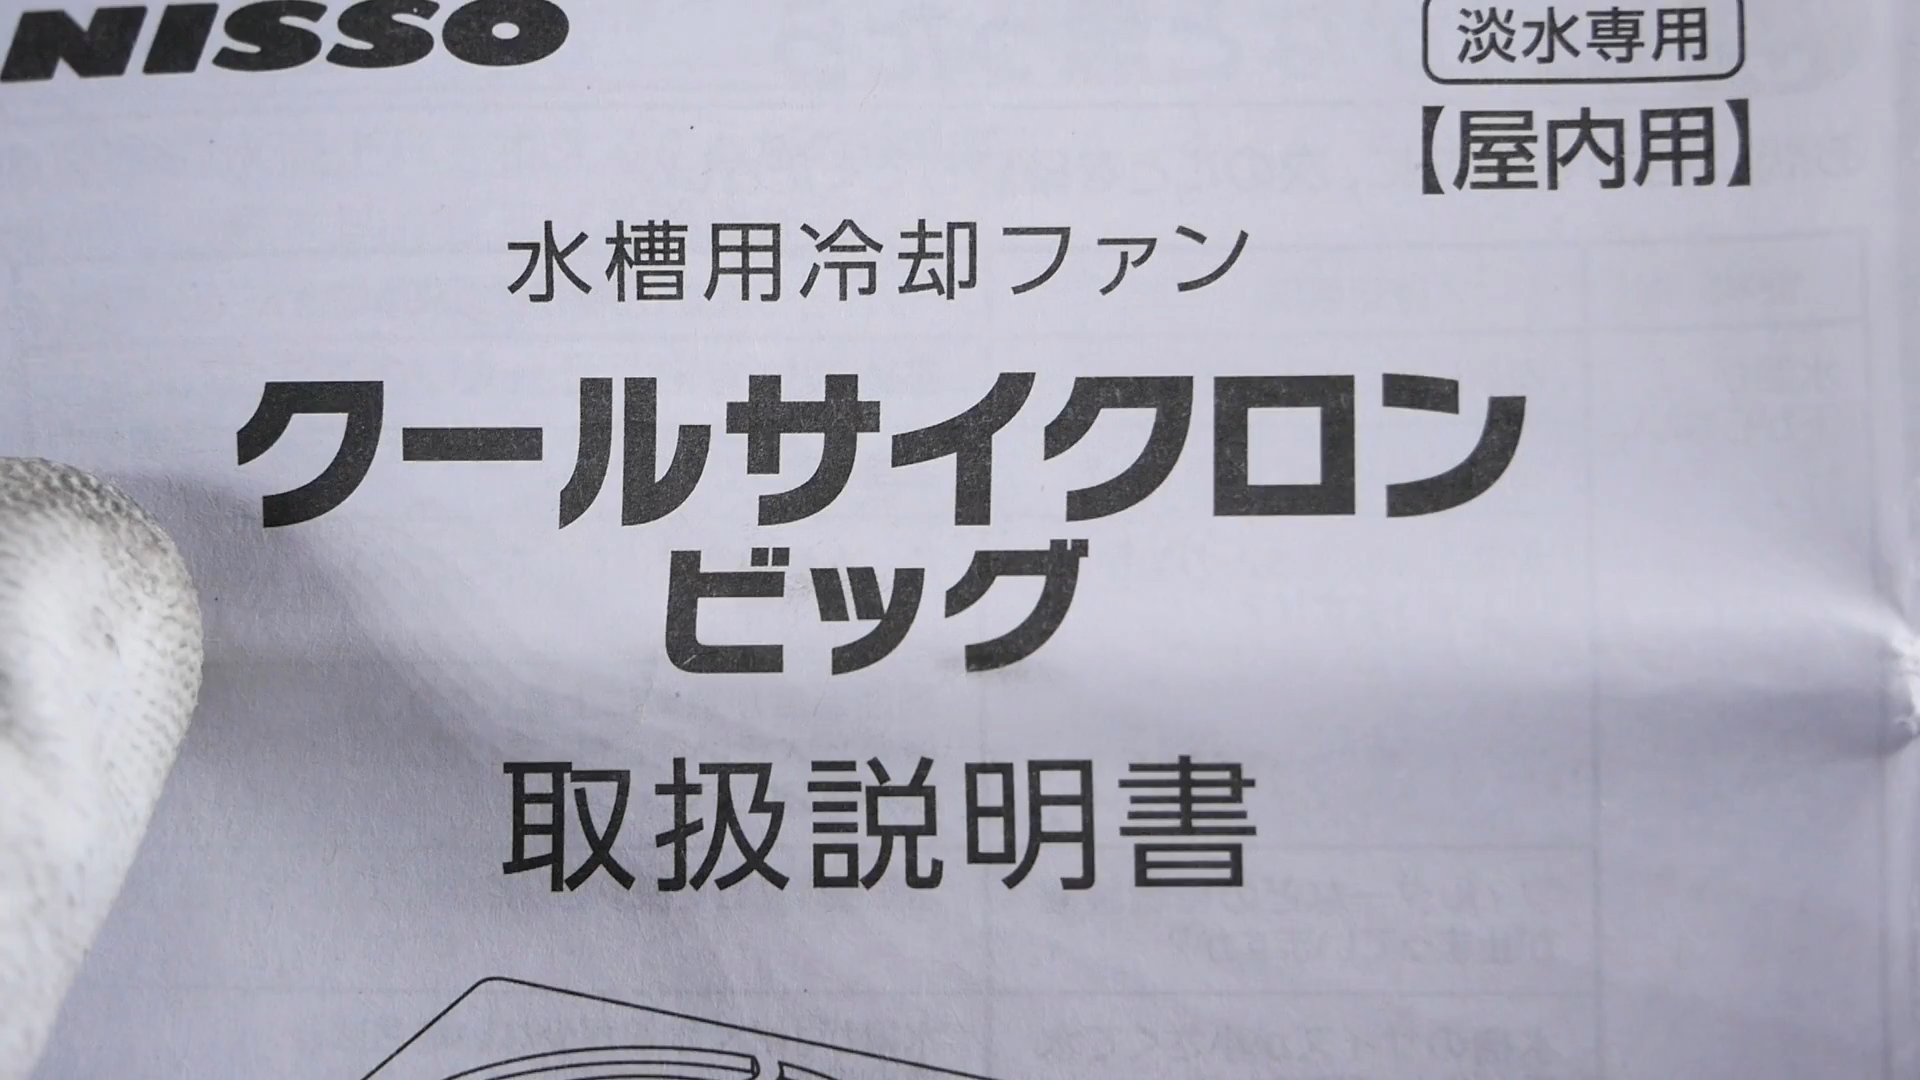 NISSO
淡水専用
【屋内用】
水槽用冷却ファン
クールサイクロン
ビッグ
取扱説明書